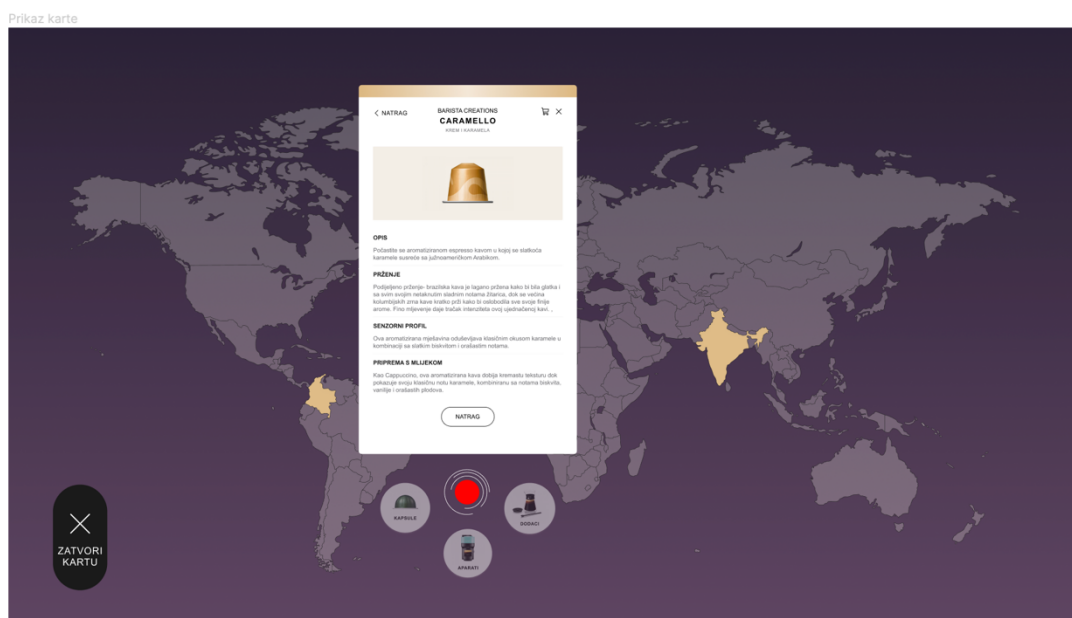 Prikaz karte
NATRAG
BARISTA CREATIONS
CARAMELLO
KREM I KARAMELA
OPIS
Počastite se aromatiziranom espresso kavom u kojoj se slatkoća
karamele susreće sa južnoameričkom Arabikom.
PRŽENJE
Podijeljeno prženje- brazilska kava je lagano pržena kako bi bila glatka i
sa svim svojim netaknutim sladnim notama žitarica, dok se većina
kolumbijskih zrna kave kratko prži kako bi oslobodila sve svoje finije
arome. Fino mljevenje daje tračak intenziteta ovoj ujednačenoj kavi. .
SENZORNI PROFIL
Ova aromatizirana mješavina oduševljava klasičnim okusom karamele u
kombinaciji sa slatkim biskvitom i orašastim notama.
PRIPREMA S MLIJEKOM
Kao Cappuccino, ova aromatizirana kava dobija kremastu teksturu dok
pokazuje svoju klasičnu notu karamele, kombiniranu sa notama biskvita,
vanilije i orašastih plodova.
NATRAG
KAPSULE
DODACI
APARATI
ZATVORI
KARTU